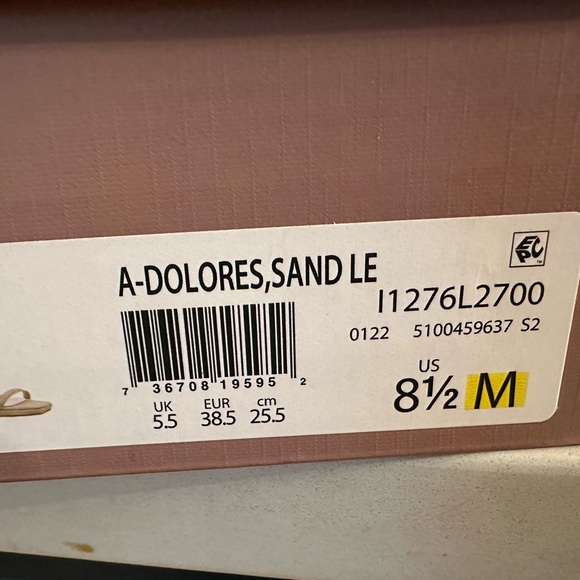 EPC™
A-DOLORES,SAND LE
I1276L2700
0122 5100459637 S2
7 36708 19595 2
UK EUR cm
5.5 38.5 25.5
US
8½ M